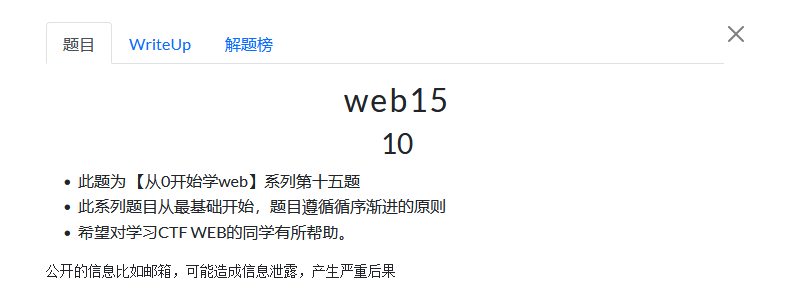 题目 WriteUp 解题榜
web15
10
此题为 【从0开始学web】系列第十五题
此系列题目从最基础开始，题目遵循循序渐进的原则
希望对学习CTF WEB的同学有所帮助。
公开的信息比如邮箱，可能造成信息泄露，产生严重后果